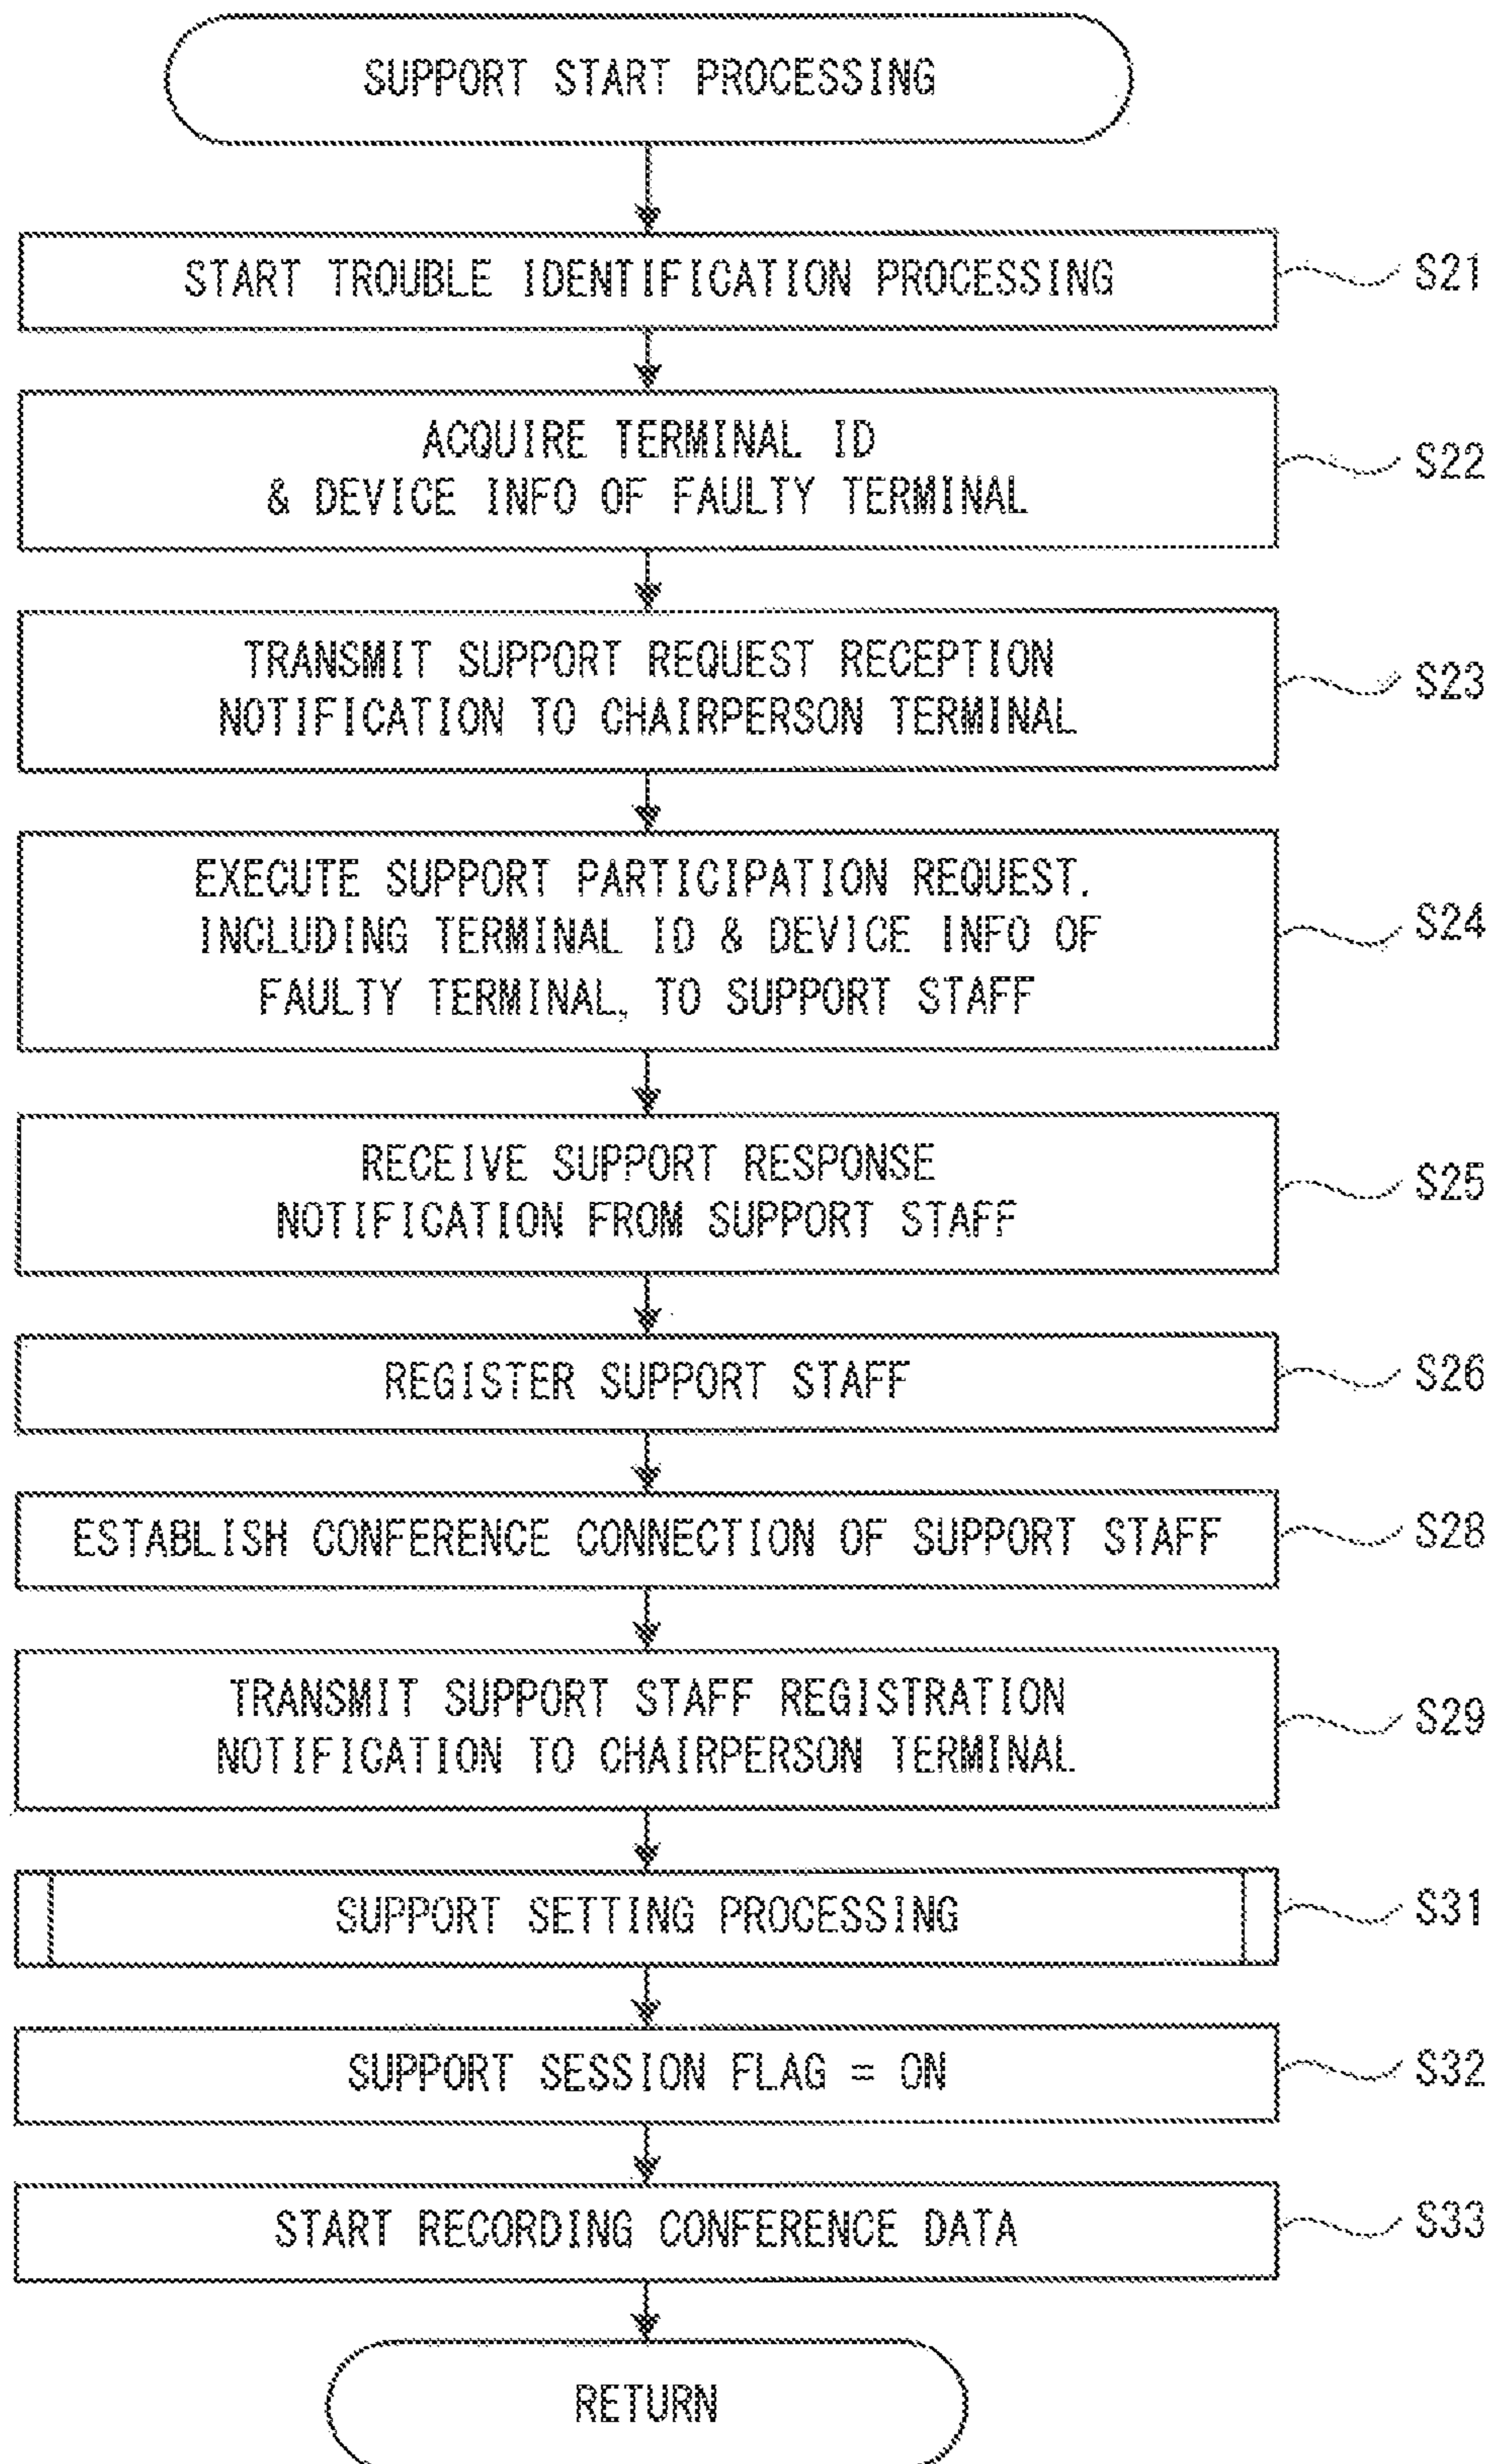 SUPPORT START PROCESSING
START TROUBLE IDENTIFICATION PROCESSING
S21
ACQUIRE TERMINAL ID
& DEVICE INFO OF FAULTY TERMINAL
S22
TRANSMIT SUPPORT REQUEST RECEPTION
NOTIFICATION TO CHAIRPERSON TERMINAL
S23
EXECUTE SUPPORT PARTICIPATION REQUEST,
INCLUDING TERMINAL ID & DEVICE INFO OF
FAULTY TERMINAL, TO SUPPORT STAFF
S24
RECEIVE SUPPORT RESPONSE
NOTIFICATION FROM SUPPORT STAFF
S25
REGISTER SUPPORT STAFF
S26
ESTABLISH CONFERENCE CONNECTION OF SUPPORT STAFF
S28
TRANSMIT SUPPORT STAFF REGISTRATION
NOTIFICATION TO CHAIRPERSON TERMINAL
S29
SUPPORT SETTING PROCESSING
S31
SUPPORT SESSION FLAG = ON
S32
START RECORDING CONFERENCE DATA
S33
RETURN